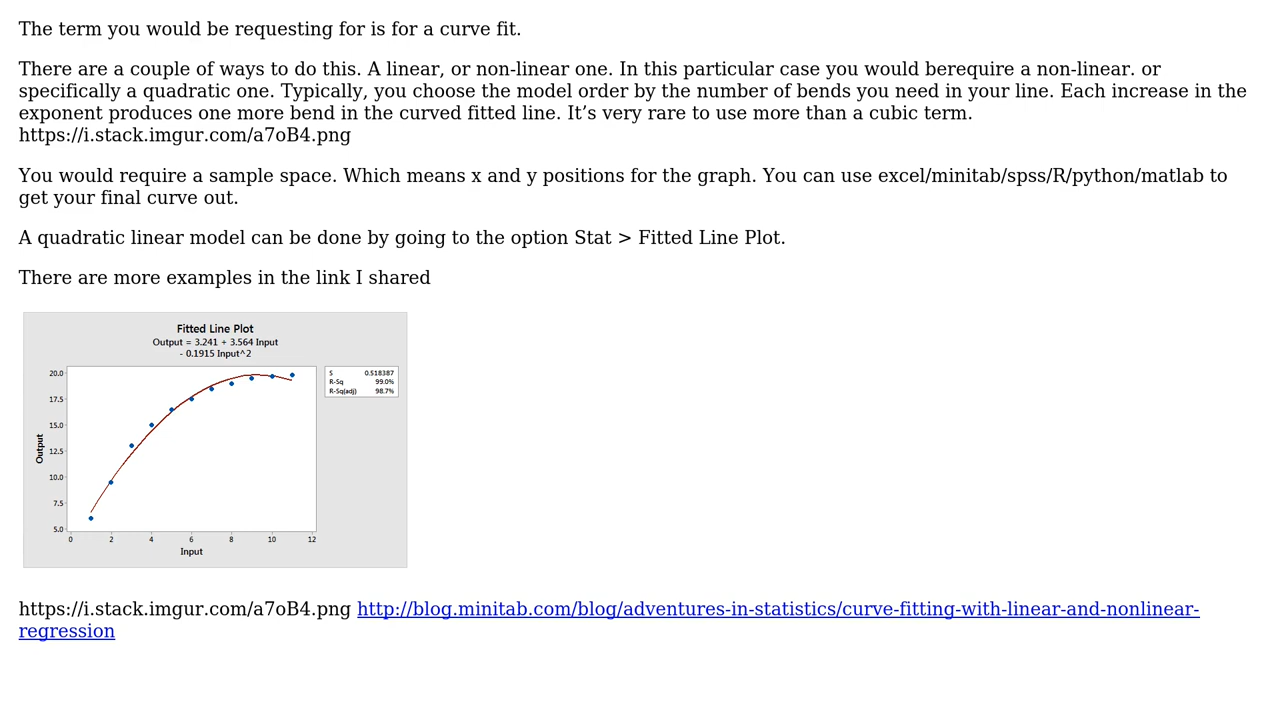 The term you would be requesting for is for a curve fit.
There are a couple of ways to do this. A linear, or non-linear one. In this particular case you would berequire a non-linear. or
specifically a quadratic one. Typically, you choose the model order by the number of bends you need in your line. Each increase in the
exponent produces one more bend in the curved fitted line. It’s very rare to use more than a cubic term.
https://i.stack.imgur.com/a7oB4.png
You would require a sample space. Which means x and y positions for the graph. You can use excel/minitab/spss/R/python/matlab to
get your final curve out.
A quadratic linear model can be done by going to the option Stat > Fitted Line Plot.
There are more examples in the link I shared
Fitted Line Plot
Output = 3.241 + 3.564 Input
- 0.1915 Input^2
S 0.518387
R-Sq 99.0%
R-Sq(adj) 98.7%
20.0
17.5
15.0
12.5
10.0
7.5
5.0
Output
0 2 4 6 8 10 12
Input
https://i.stack.imgur.com/a7oB4.png http://blog.minitab.com/blog/adventures-in-statistics/curve-fitting-with-linear-and-nonlinear-
regression